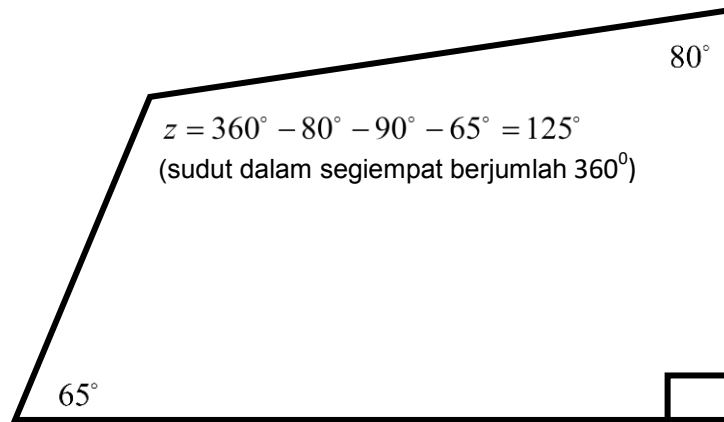 80°
z = 360° − 80° − 90° − 65° = 125°
(sudut dalam segiempat berjumlah 360⁰)
65°